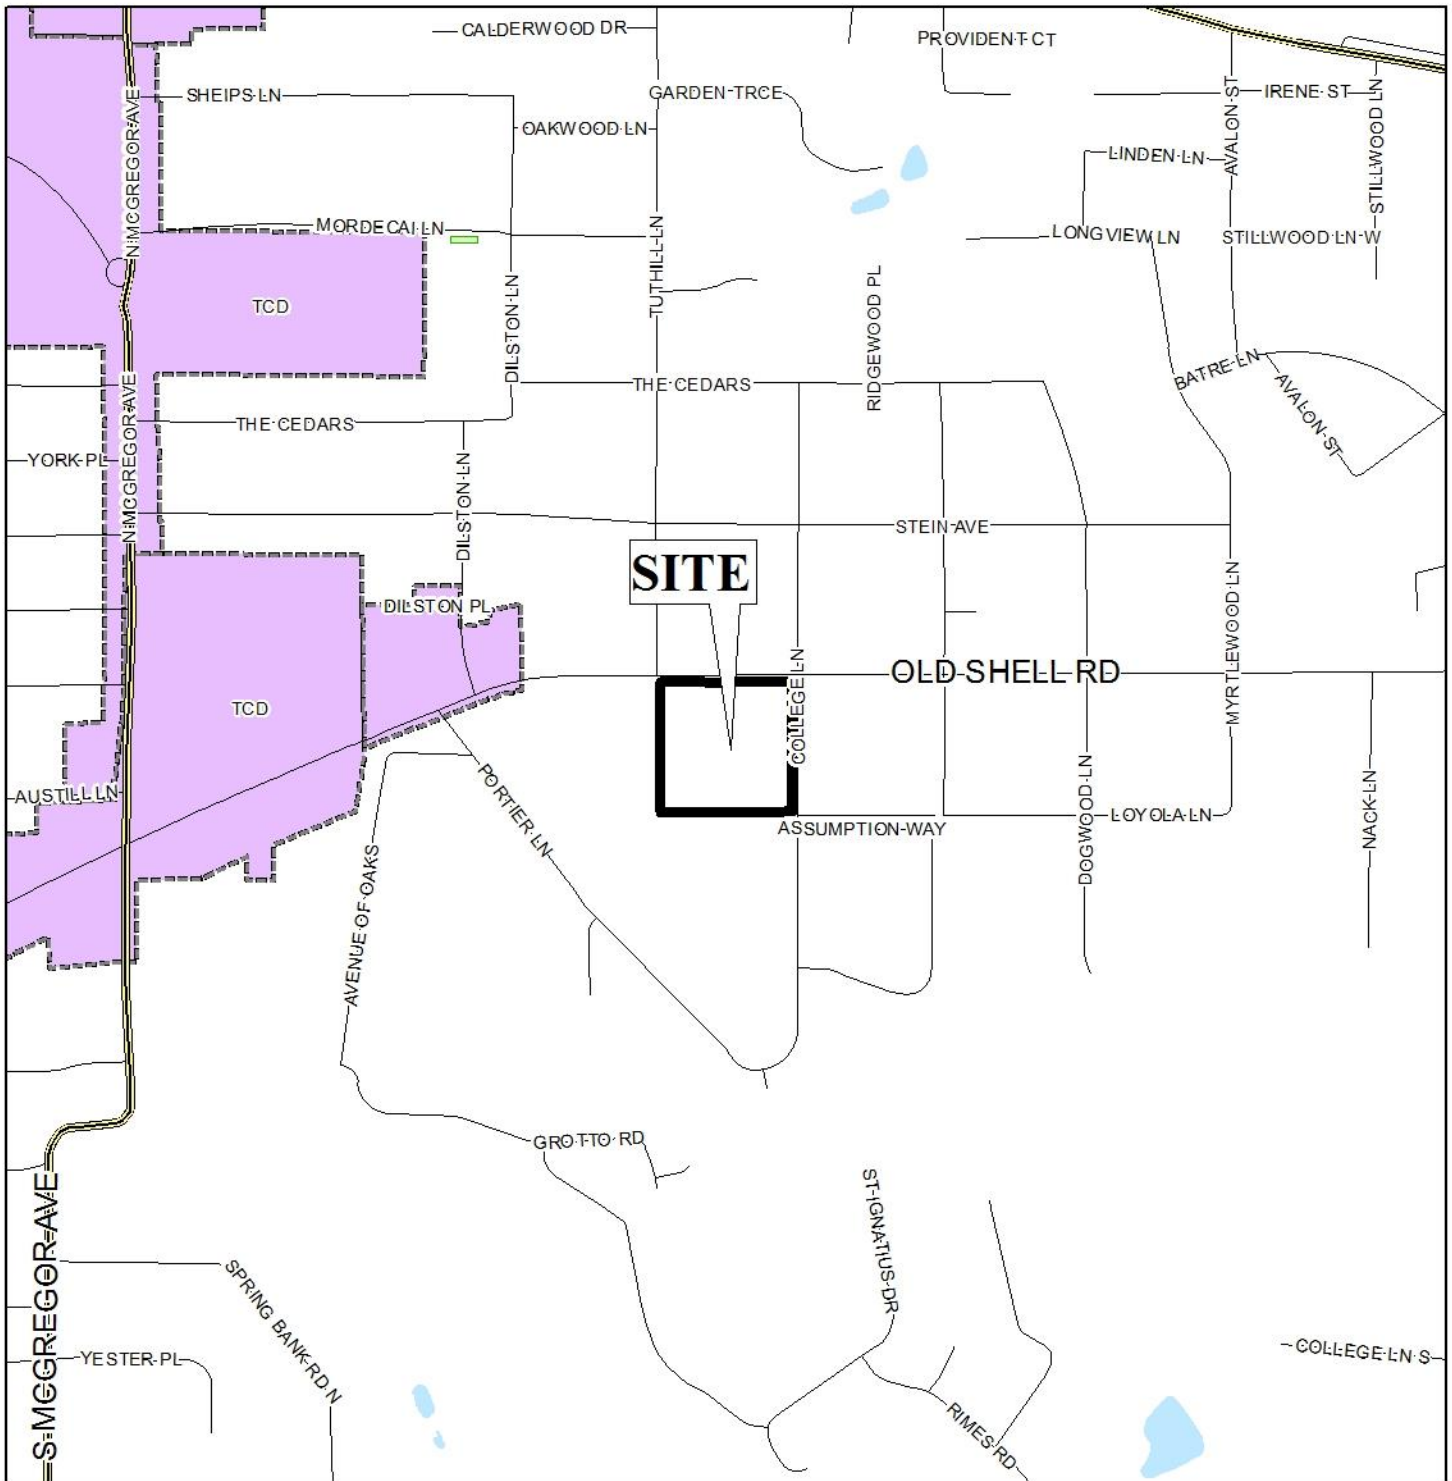 CALDERWOOD DR
PROVIDENT CT
SHEIPS LN
GARDEN TRCE
IRENE ST
OAKWOOD LN
N MCGREGOR AVE
AVALON ST
STILLWOOD LN
LINDEN LN
MORDECAI LN
LONGVIEW LN
STILLWOOD LN W
TUTHILL LN
TCD
DILSTON LN
RIDGEWOOD PL
THE CEDARS
BATRE LN
AVALON ST
N MCGREGOR AVE
THE CEDARS
YORK PL
DILSTON LN
STEIN AVE
SITE
DILSTON PL
MYRTLEWOOD LN
OLD SHELL RD
COLLEGE LN
TCD
AUSTILL LN
PORTIER LN
DOGWOOD LN
NACK LN
LOYOLA LN
ASSUMPTION WAY
AVENUE OF OAKS
GROTTO RD
ST IGNATIUS DR
S MCGREGOR AVE
SPRING BANK RD N
COLLEGE LN S
YESTER PL
RIMES RD